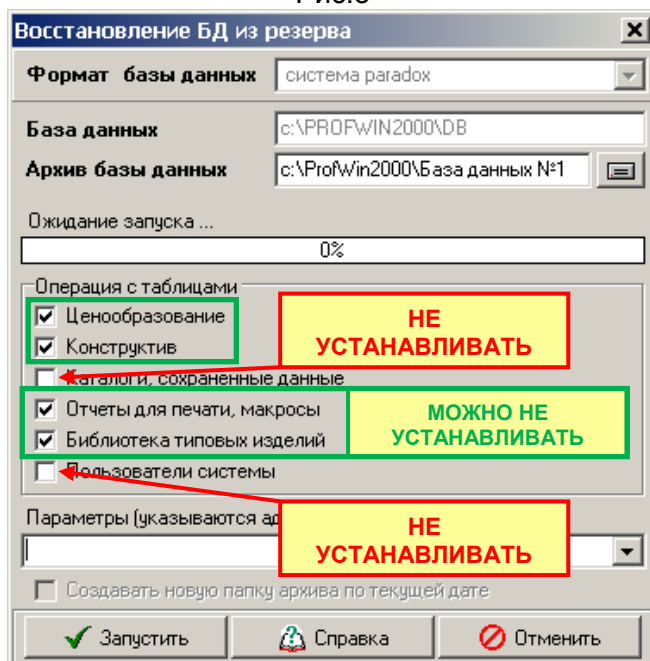 Восстановление БД из резерва
Формат базы данных система paradox
База данных c:\PROFWIN2000\DB
Архив базы данных c:\ProfWin2000\База данных №1
Ожидание запуска ...
0%
Операция с таблицами
Ценообразование
Конструктив
НЕ
УСТАНАВЛИВАТЬ
Каталоги, сохраненные данные
Отчеты для печати, макросы
Библиотека типовых изделий
МОЖНО НЕ
УСТАНАВЛИВАТЬ
Пользователи системы
Параметры (указываются
НЕ
УСТАНАВЛИВАТЬ
Создавать новую папку архива по текущей дате
Запустить Справка Отменить